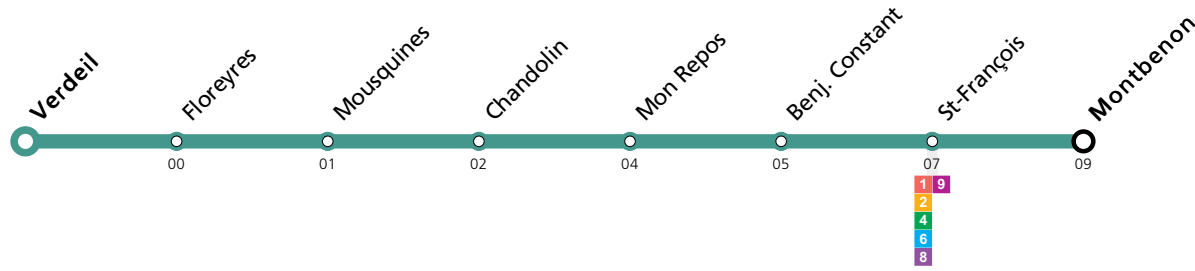 Verdeil
Floreyres
Mousquines
Chandolin
Mon Repos
Benj. Constant
St-François
Montbenon
00 01 02 04 05 07 09
1 9
2
4
6
8